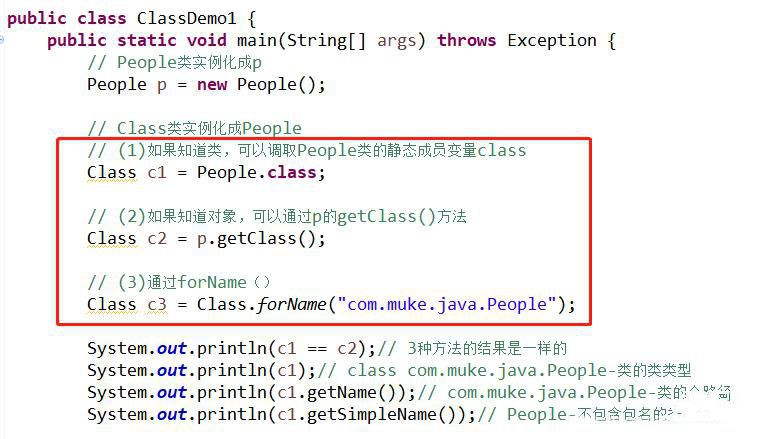 public class ClassDemo1 {
public static void main(String[] args) throws Exception {
// People类实例化成p
People p = new People();
// Class类实例化成People
// (1)如果知道类，可以调取People类的静态成员变量class
Class c1 = People.class;
// (2)如果知道对象，可以通过p的getClass()方法
Class c2 = p.getClass();
// (3)通过forName（）
Class c3 = Class.forName("com.muke.java.People");
System.out.println(c1 == c2);// 3种方法的结果是一样的
System.out.println(c1);// class com.muke.java.People-类的类类型
System.out.println(c1.getName());// com.muke.java.People-类的
System.out.println(c1.getSimpleName());// People-不包含包名的